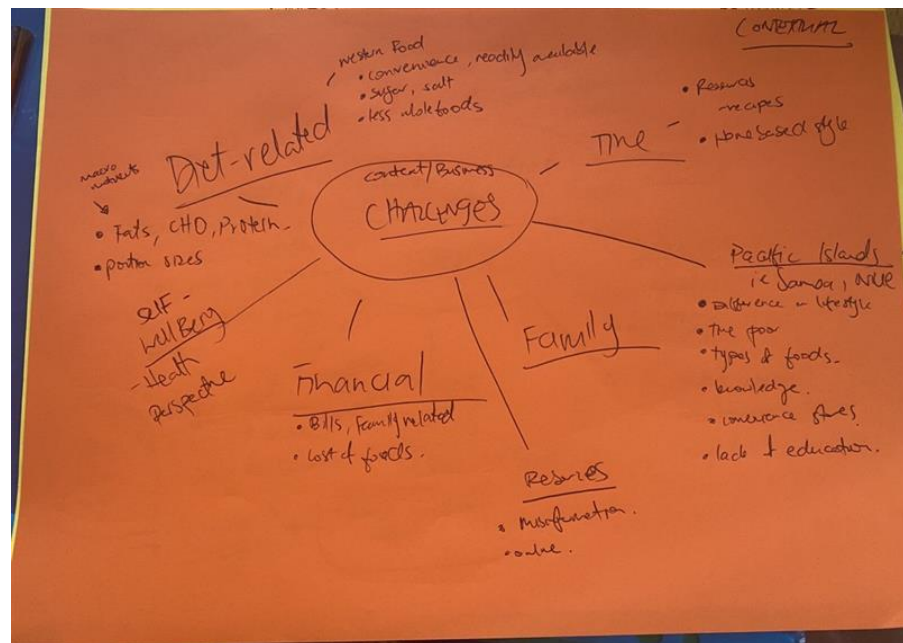 CONTEXTUAL
western Food
• convenience, readily available
• sugar, salt
• less wholefoods
Diet-related
macro
nutrients
• Fats, CHO, Protein.
• portion sizes
Context/Business
CHALLENGES
TIME
• Resources
- recipes
• Home based style
Pacific Islands
ie Samoa, NIUE
• Difference in lifestyle
• The poor
• types of foods.
• knowledge.
• convenience stores.
• lack of education.
Family
Resources
• misinformation.
• online.
Financial
• Bills, Family related
• Cost of foods.
SELF -
WellBeing
- Health
Perspective